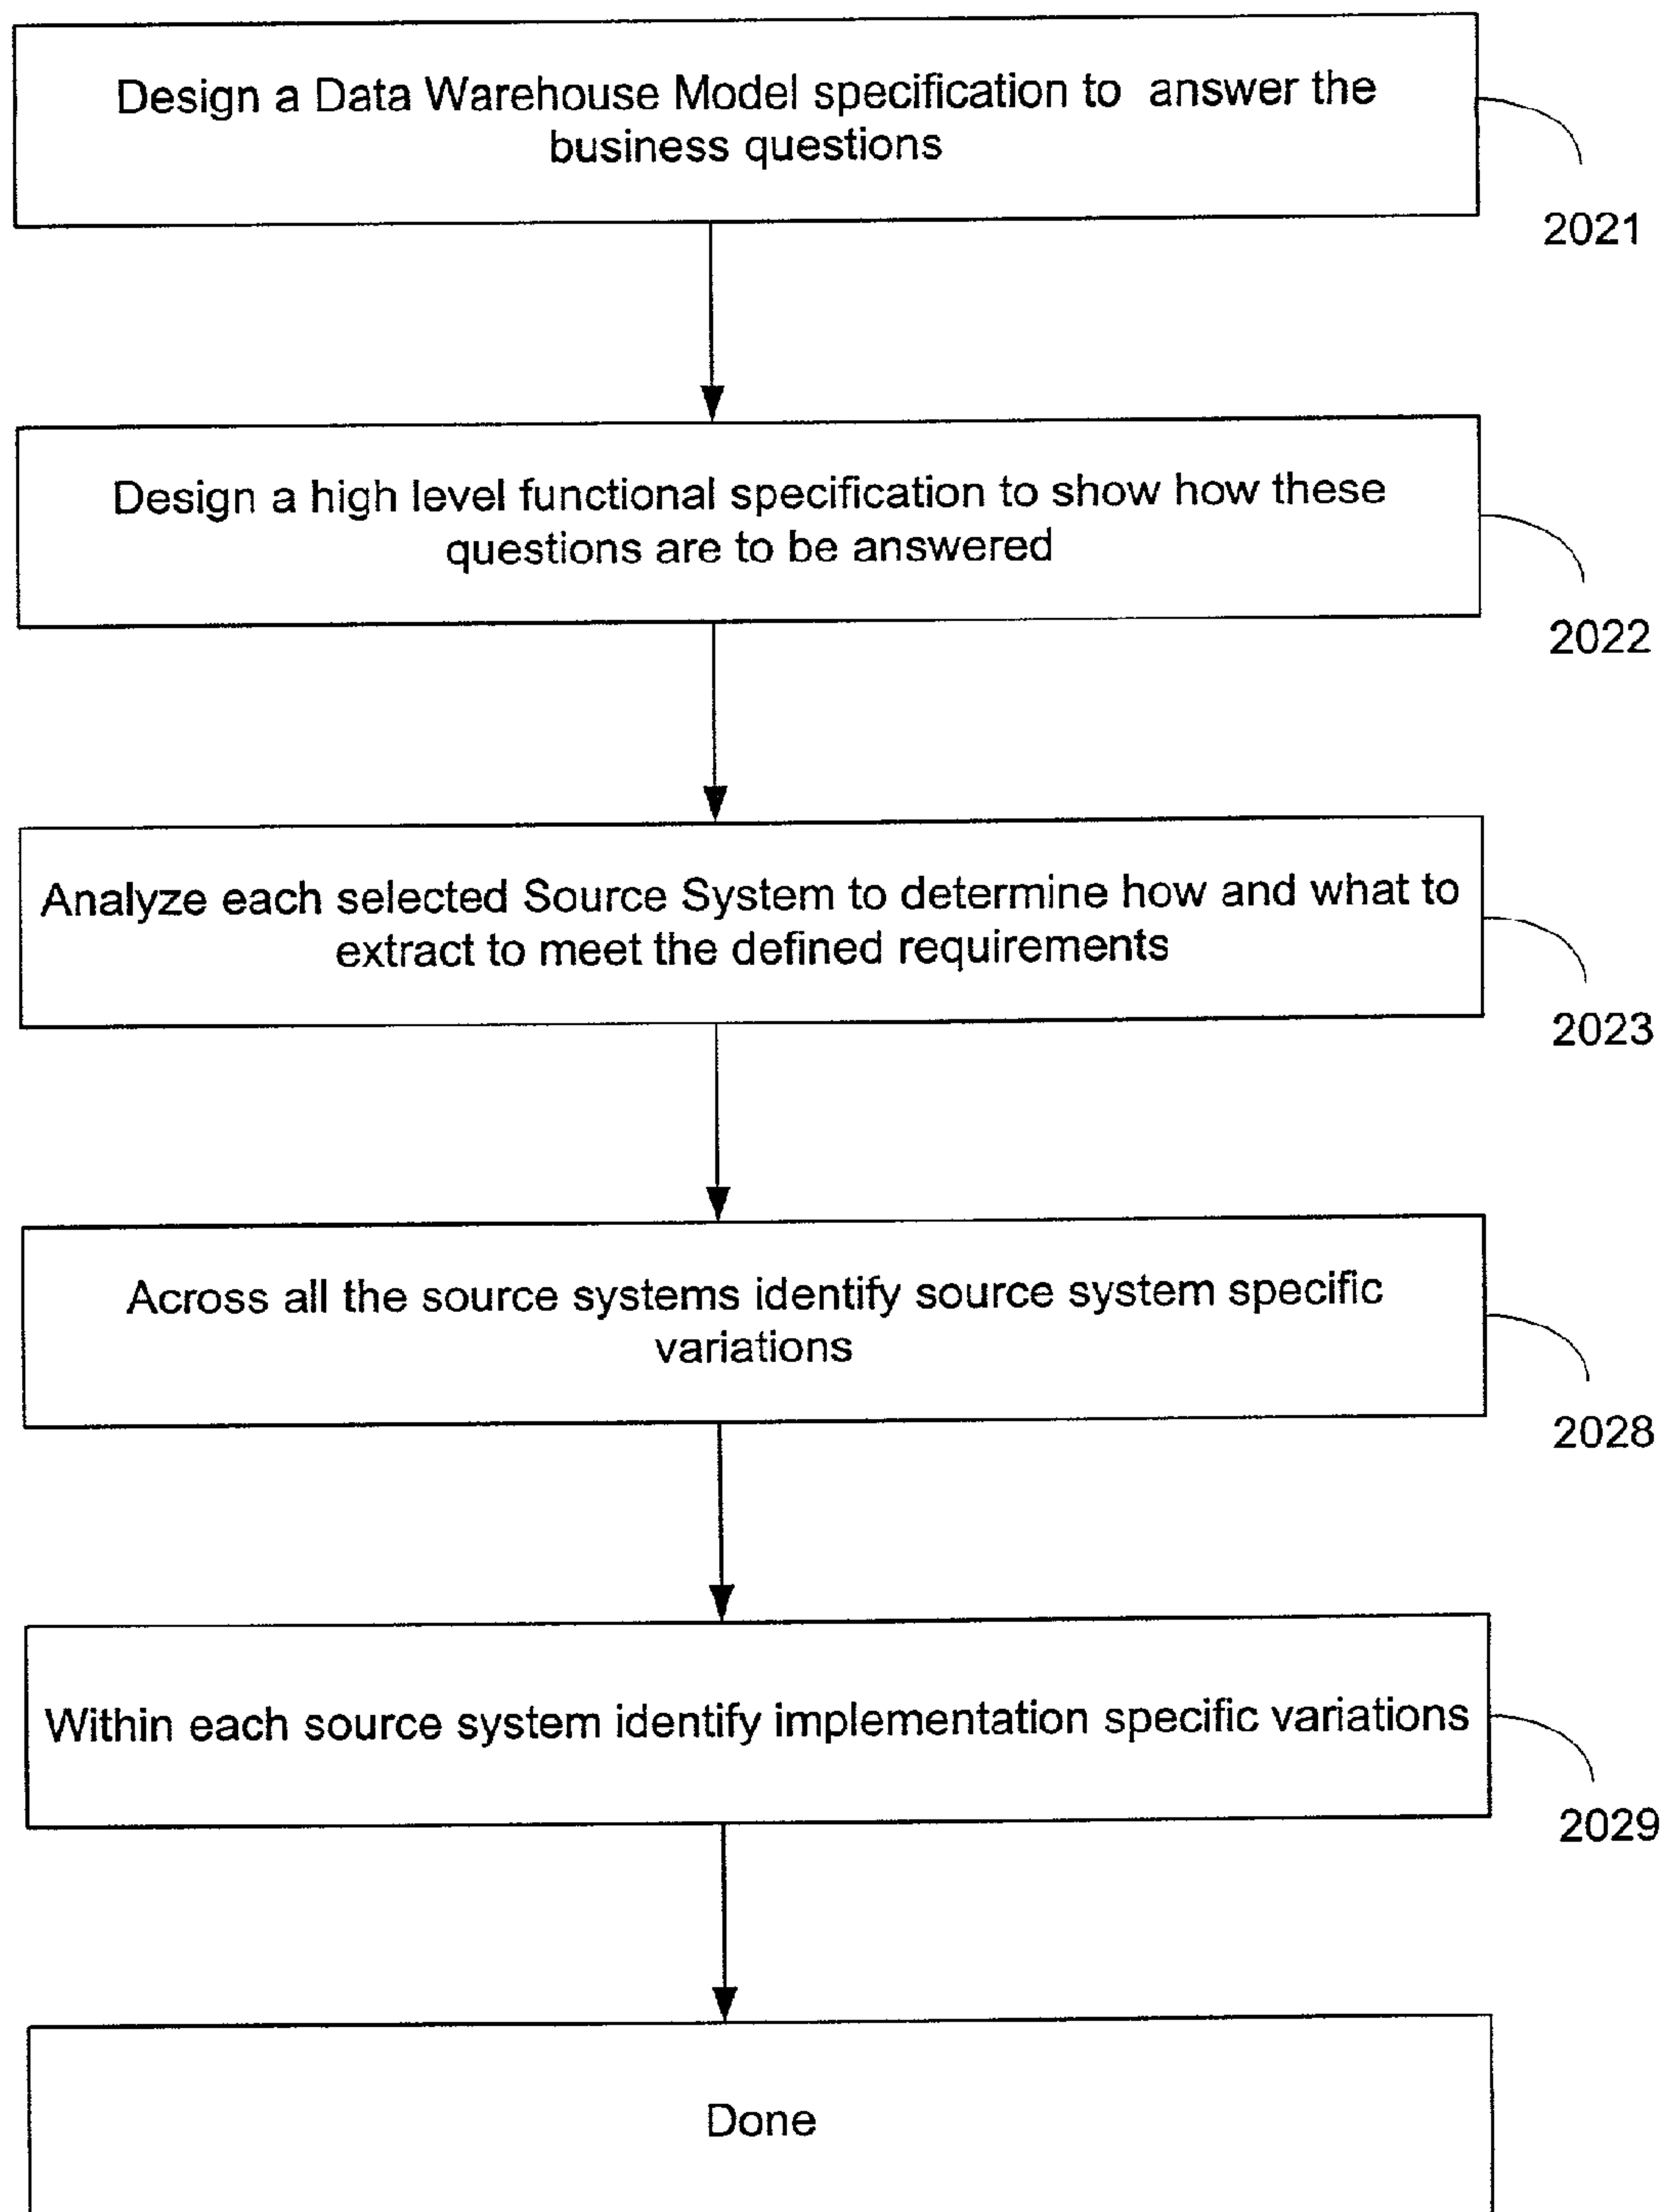 Design a Data Warehouse Model specification to answer the
business questions
2021
Design a high level functional specification to show how these
questions are to be answered
2022
Analyze each selected Source System to determine how and what to
extract to meet the defined requirements
2023
Across all the source systems identify source system specific
variations
2028
Within each source system identify implementation specific variations
2029
Done